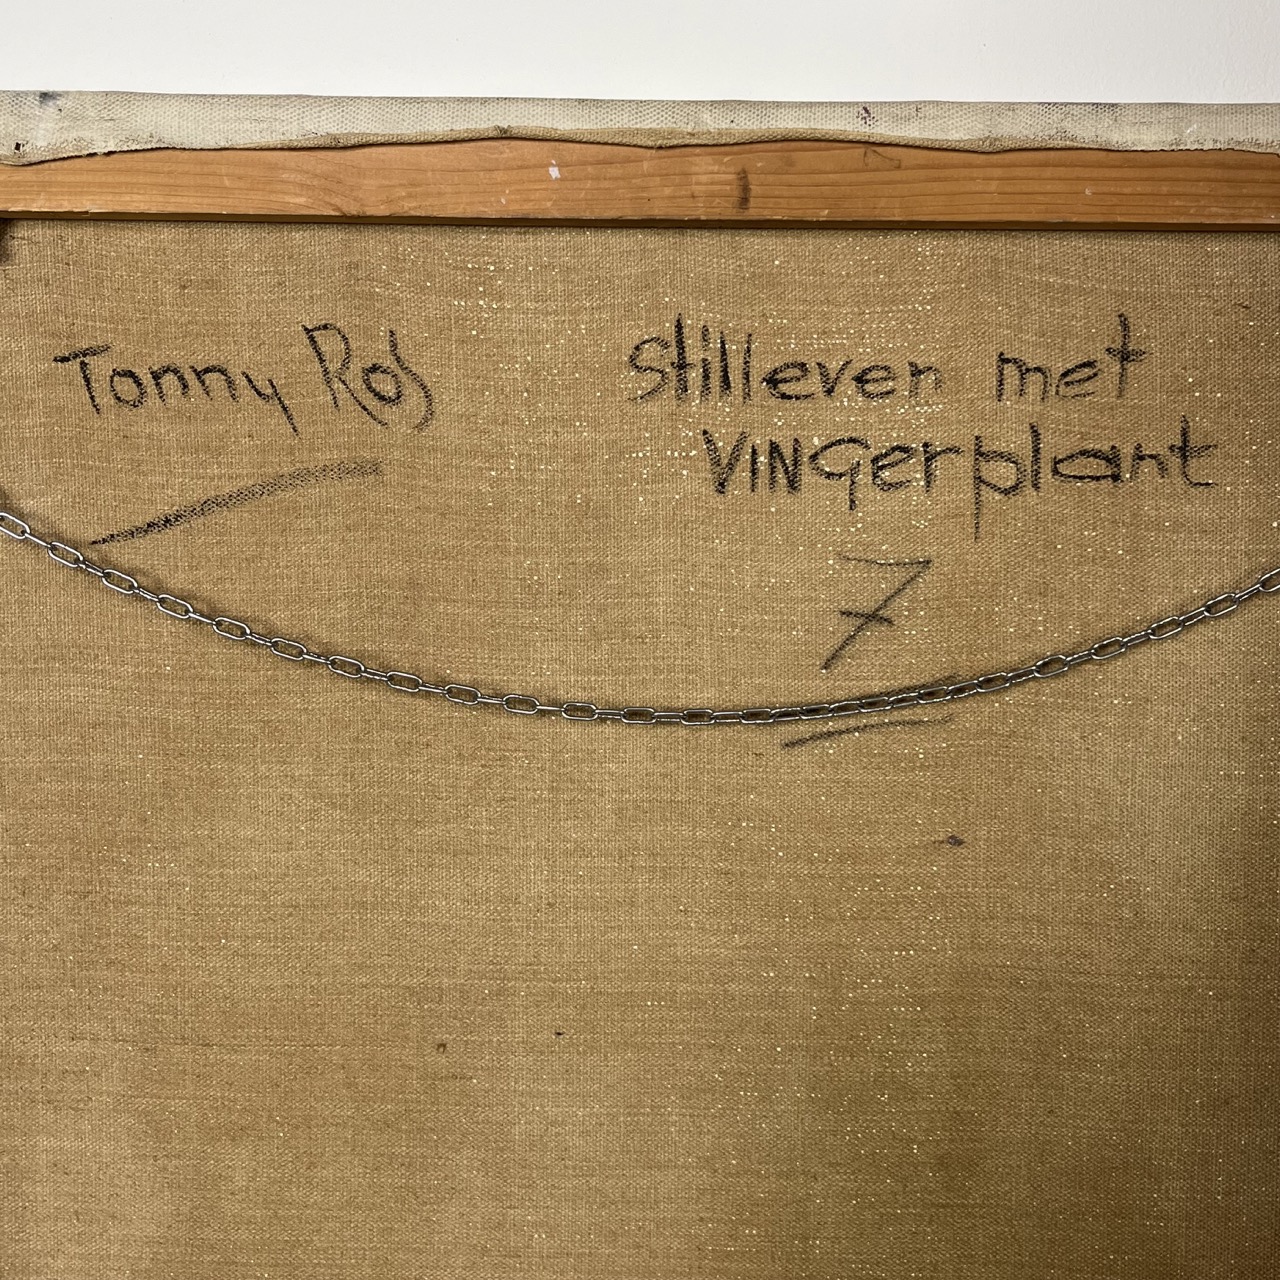 Tonny Ros
Stilleven met
VINGerplant
7